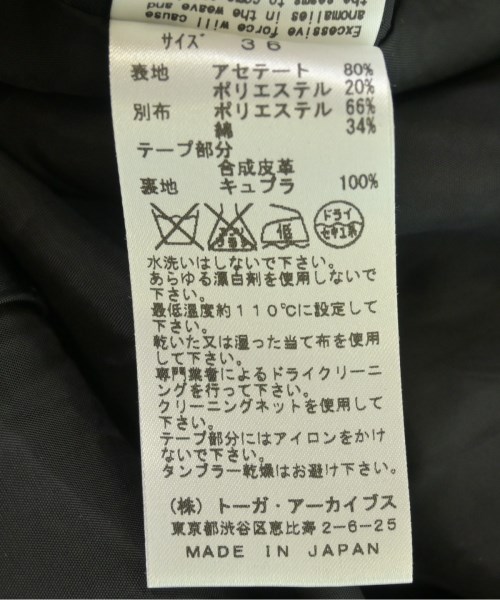 Excessive force will cause
anomalies in the weave and
サイズ 36
表地 アセテート 80%
ポリエステル 20%
別布 ポリエステル 66%
綿 34%
テープ部分
合成皮革
裏地 キュプラ 100%
低
ドライ
セキユ系
水洗いはしないで下さい。
あらゆる漂白剤を使用しないで
下さい。
最低温度約110℃に設定して
下さい。
乾いた又は湿った当て布を使用
して下さい。
専門業者によるドライクリーニ
ングを行って下さい。
クリーニングネットを使用して
下さい。
テープ部分にはアイロンをかけ
ないで下さい。
タンブラー乾燥はお避け下さい。
(株)トーガ・アーカイブス
東京都渋谷区恵比寿2-6-25
MADE IN JAPAN